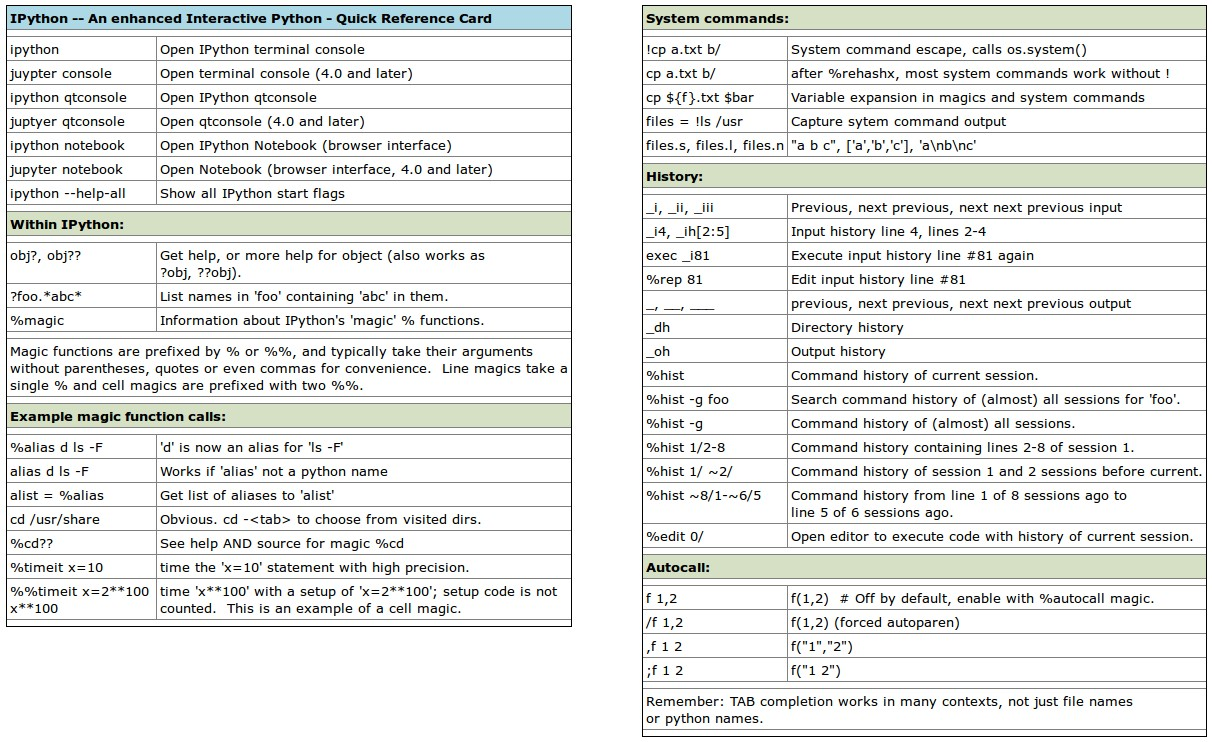 IPython -- An enhanced Interactive Python - Quick Reference Card
ipython Open IPython terminal console
juypter console Open terminal console (4.0 and later)
ipython qtconsole Open IPython qtconsole
juptyer qtconsole Open qtconsole (4.0 and later)
ipython notebook Open IPython Notebook (browser interface)
jupyter notebook Open Notebook (browser interface, 4.0 and later)
ipython --help-all Show all IPython start flags
Within IPython:
obj?, obj?? Get help, or more help for object (also works as
?obj, ??obj).
?foo.*abc* List names in 'foo' containing 'abc' in them.
%magic Information about IPython's 'magic' % functions.
Magic functions are prefixed by % or %%, and typically take their arguments
without parentheses, quotes or even commas for convenience.  Line magics take a
single % and cell magics are prefixed with two %%.
Example magic function calls:
%alias d ls -F 'd' is now an alias for 'ls -F'
alias d ls -F Works if 'alias' not a python name
alist = %alias Get list of aliases to 'alist'
cd /usr/share Obvious. cd -<tab> to choose from visited dirs.
%cd?? See help AND source for magic %cd
%timeit x=10 time the 'x=10' statement with high precision.
%%timeit x=2**100 time 'x**100' with a setup of 'x=2**100'; setup code is not
x**100 counted.  This is an example of a cell magic.
System commands:
!cp a.txt b/ System command escape, calls os.system()
cp a.txt b/ after %rehashx, most system commands work without !
cp ${f}.txt $bar Variable expansion in magics and system commands
files = !ls /usr Capture sytem command output
files.s, files.l, files.n "a b c", ['a','b','c'], 'a\nb\nc'
History:
_i, _ii, _iii Previous, next previous, next next previous input
_i4, _ih[2:5] Input history line 4, lines 2-4
exec _i81 Execute input history line #81 again
%rep 81 Edit input history line #81
_, __, ___ previous, next previous, next next previous output
_dh Directory history
_oh Output history
%hist Command history of current session.
%hist -g foo Search command history of (almost) all sessions for 'foo'.
%hist -g Command history of (almost) all sessions.
%hist 1/2-8 Command history containing lines 2-8 of session 1.
%hist 1/ ~2/ Command history of session 1 and 2 sessions before current.
%hist ~8/1-~6/5 Command history from line 1 of 8 sessions ago to
line 5 of 6 sessions ago.
%edit 0/ Open editor to execute code with history of current session.
Autocall:
f 1,2 f(1,2)  # Off by default, enable with %autocall magic.
/f 1,2 f(1,2) (forced autoparen)
,f 1 2 f("1","2")
;f 1 2 f("1 2")
Remember: TAB completion works in many contexts, not just file names
or python names.